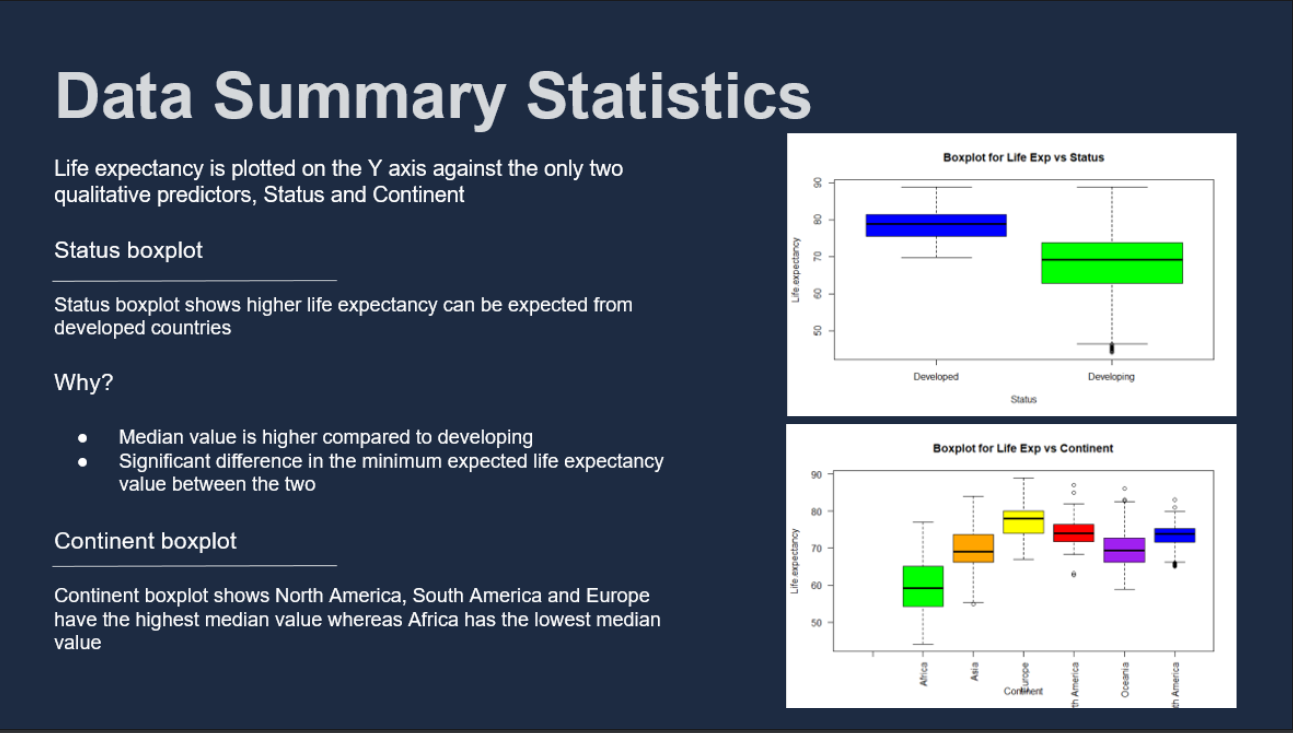 Data Summary Statistics
Life expectancy is plotted on the Y axis against the only two
qualitative predictors, Status and Continent
Status boxplot
Status boxplot shows higher life expectancy can be expected from
developed countries
Why?
● Median value is higher compared to developing
● Significant difference in the minimum expected life expectancy
value between the two
Continent boxplot
Continent boxplot shows North America, South America and Europe
have the highest median value whereas Africa has the lowest median
value
Boxplot for Life Exp vs Status
Life.expectancy
90
80
70
60
50
Developed
Developing
Status
Boxplot for Life Exp vs Continent
Life.expectancy
90
80
70
60
50
Africa
Asia
Europe
th America
Oceania
th America
Continent